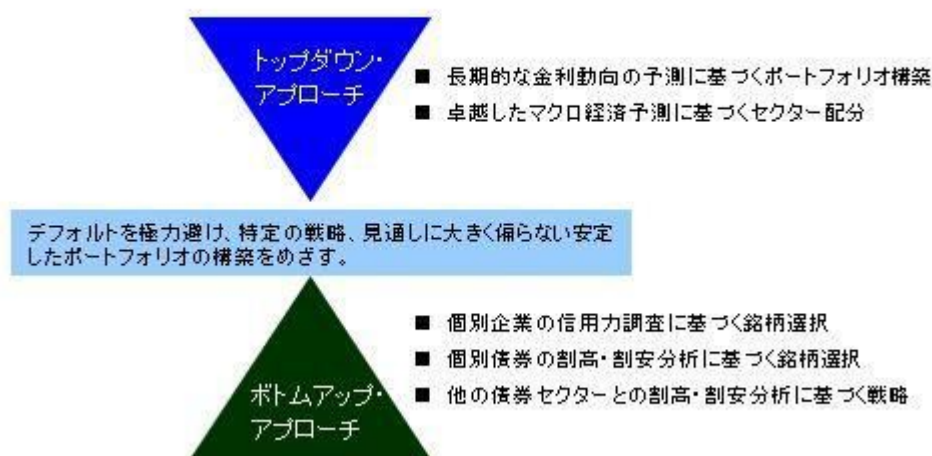 トップダウン・
アプローチ
■ 長期的な金利動向の予測に基づくポートフォリオ構築
■ 卓越したマクロ経済予測に基づくセクター配分
デフォルトを極力避け、特定の戦略、見通しに大きく偏らない安定
したポートフォリオの構築をめざす。
■ 個別企業の信用力調査に基づく銘柄選択
■ 個別債券の割高・割安分析に基づく銘柄選択
■ 他の債券セクターとの割高・割安分析に基づく戦略
ボトムアップ・
アプローチ